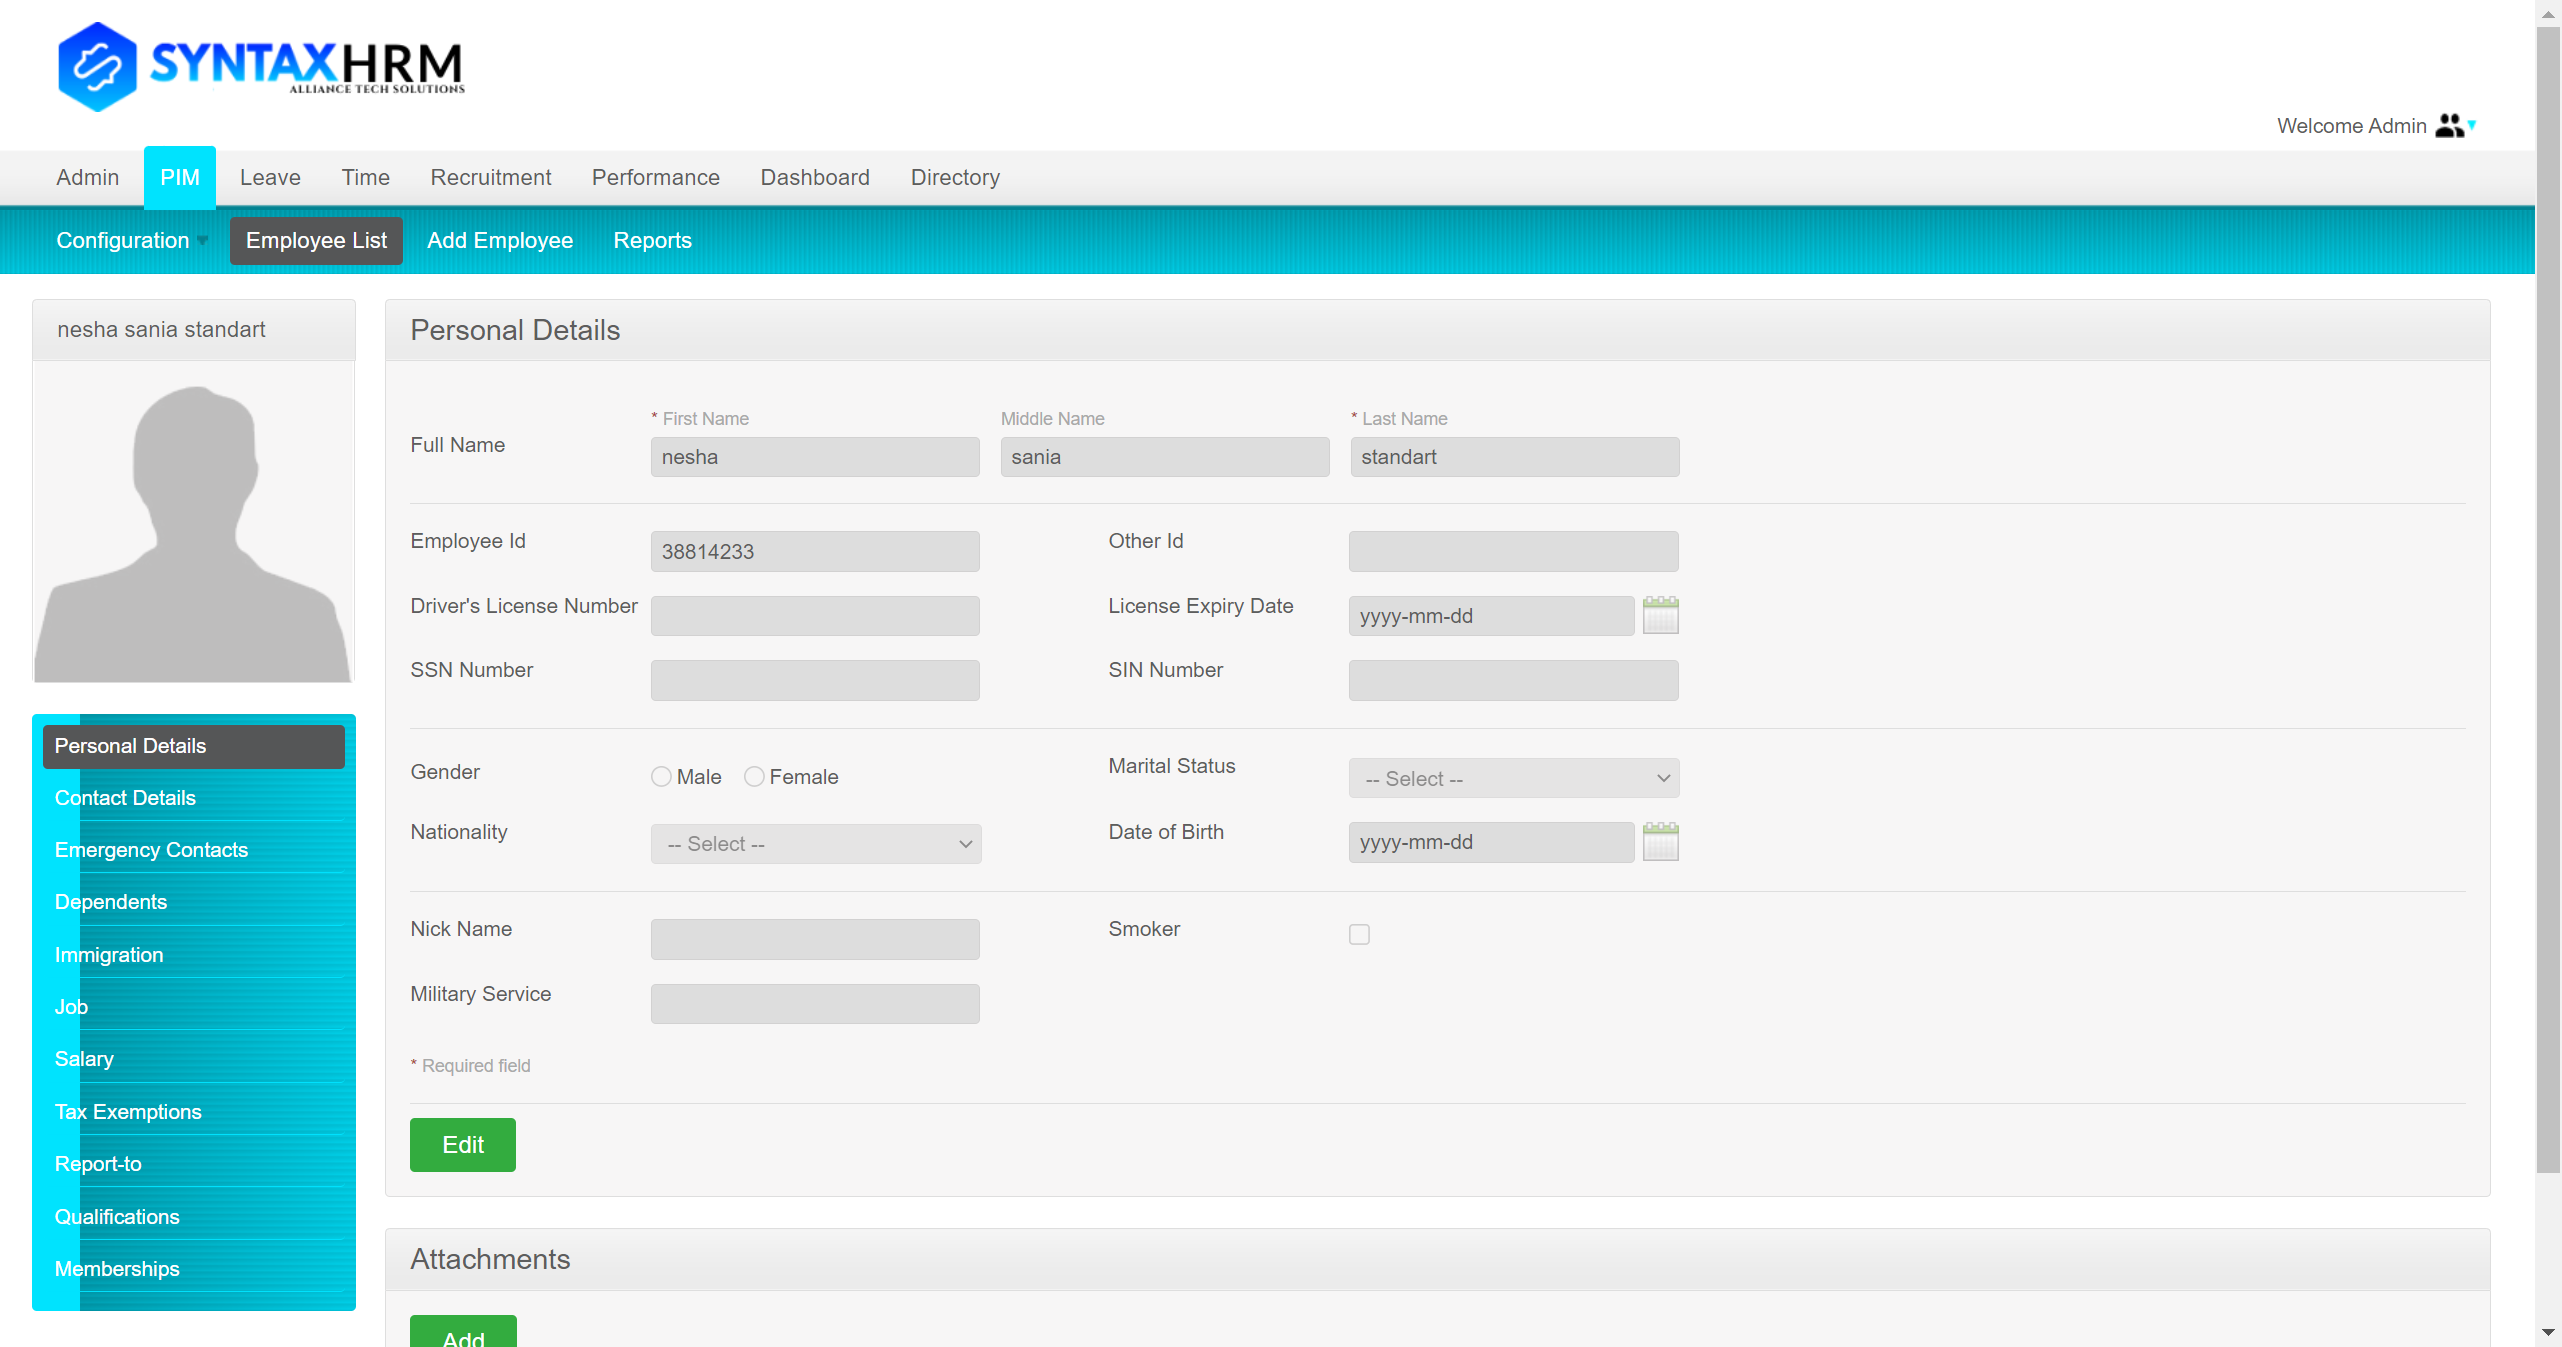 SYNTAXHRM
ALLIANCE TECH SOLUTIONS
Welcome Admin
Admin PIM Leave Time Recruitment Performance Dashboard Directory
Configuration Employee List Add Employee Reports
nesha sania standart
Personal Details
Contact Details
Emergency Contacts
Dependents
Immigration
Job
Salary
Tax Exemptions
Report-to
Qualifications
Memberships
Personal Details
* First Name Middle Name * Last Name
Full Name nesha sania standart
Employee Id 38814233 Other Id
Driver's License Number License Expiry Date yyyy-mm-dd
SSN Number SIN Number
Gender Male Female Marital Status -- Select --
Nationality -- Select -- Date of Birth yyyy-mm-dd
Nick Name Smoker
Military Service
* Required field
Edit
Attachments
Add